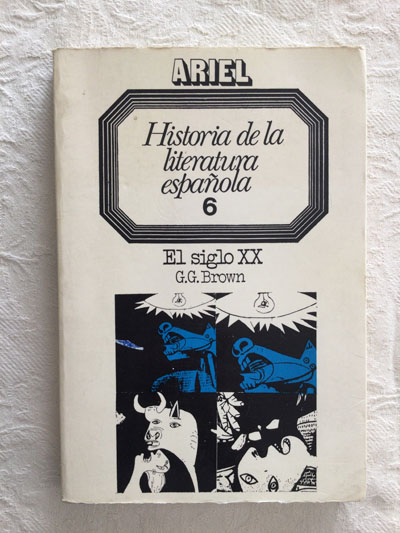 ARIEL
Historia de la
literatura
española
6
El siglo XX
G.G. Brown